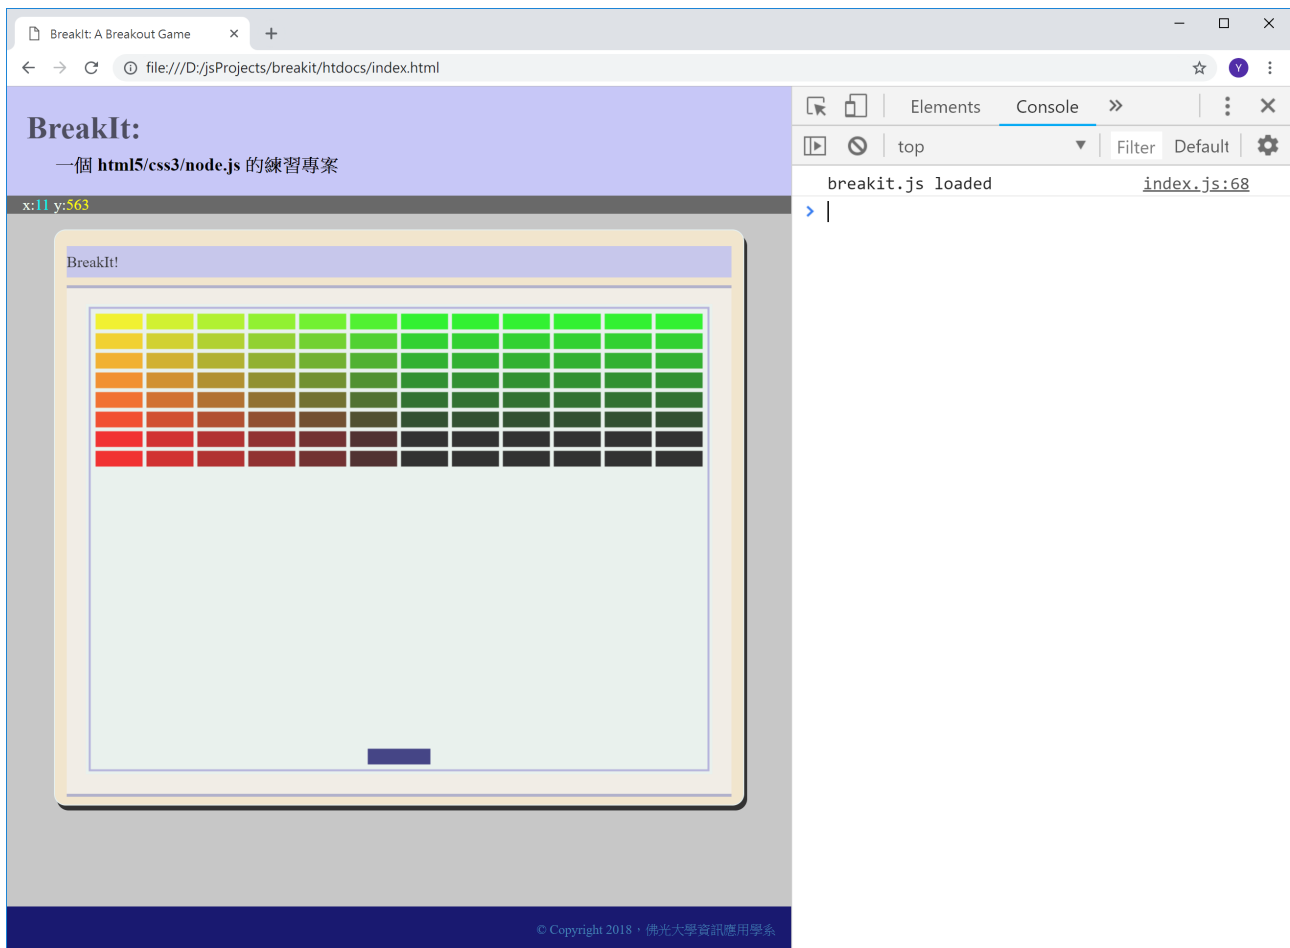 BreakIt: A Breakout Game
file:///D:/jsProjects/breakit/htdocs/index.html
Y
BreakIt:
一個 html5/css3/node.js 的練習專案
x:11 y:563
BreakIt!
© Copyright 2018，佛光大學資訊應用學系
Elements Console »
top ▼ Filter Default
breakit.js loaded index.js:68
>